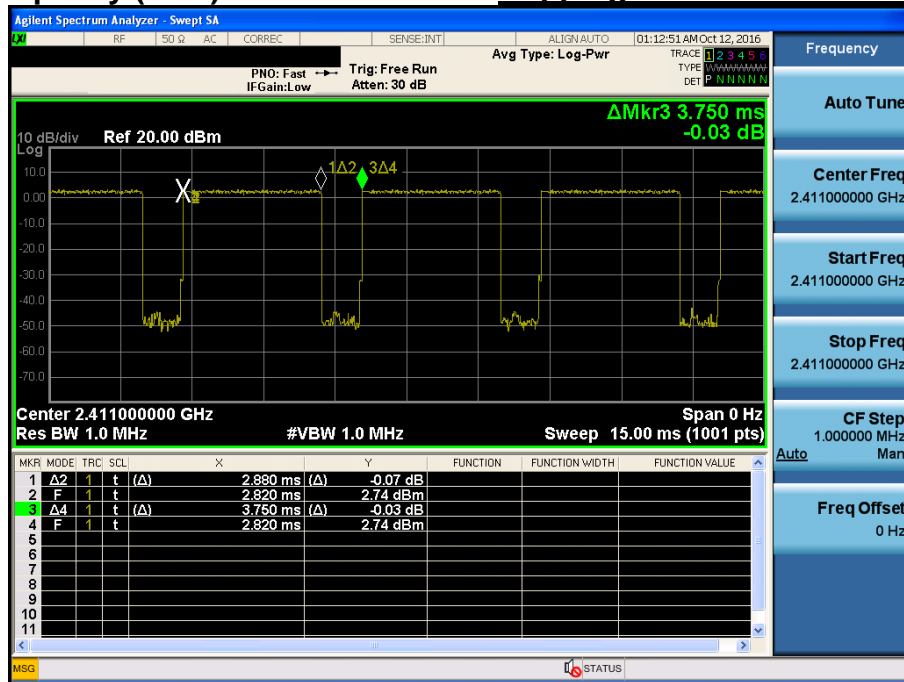 Agilent Spectrum Analyzer - Swept SA
LXI RF 50 Ω AC CORREC SENSE:INT ALIGN AUTO 01:12:51 AM Oct 12, 2016
PNO: Fast
IFGain:Low
Trig: Free Run
Atten: 30 dB
Avg Type: Log-Pwr
TRACE 1 2 3 4 5 6
TYPE WWWWWW
DET P N N N N N
ΔMkr3 3.750 ms
-0.03 dB
10 dB/div Ref 20.00 dBm
Log
10.0
0.00
-10.0
-20.0
-30.0
-40.0
-50.0
-60.0
-70.0
X
1Δ2 3Δ4
Center 2.411000000 GHz Span 0 Hz
Res BW 1.0 MHz #VBW 1.0 MHz Sweep 15.00 ms (1001 pts)
MKR MODE TRC SCL X Y FUNCTION FUNCTION WIDTH FUNCTION VALUE
1 Δ2 1 t (Δ) 2.880 ms (Δ) -0.07 dB
2 F 1 t 2.820 ms 2.74 dBm
3 Δ4 1 t (Δ) 3.750 ms (Δ) -0.03 dB
4 F 1 t 2.820 ms 2.74 dBm
5
6
7
8
9
10
11
MSG STATUS
Frequency
Auto Tune
Center Freq
2.411000000 GHz
Start Freq
2.411000000 GHz
Stop Freq
2.411000000 GHz
CF Step
1.000000 MHz
Auto Man
Freq Offset
0 Hz